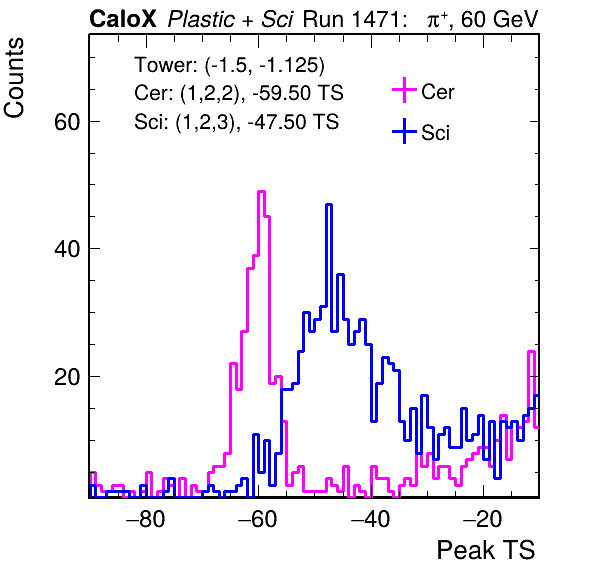 CaloX Plastic + Sci Run 1471: π⁺, 60 GeV
Counts
Tower: (-1.5, -1.125)
Cer: (1,2,2), -59.50 TS
Sci: (1,2,3), -47.50 TS
Cer
Sci
60
40
20
−80 −60 −40 −20
Peak TS